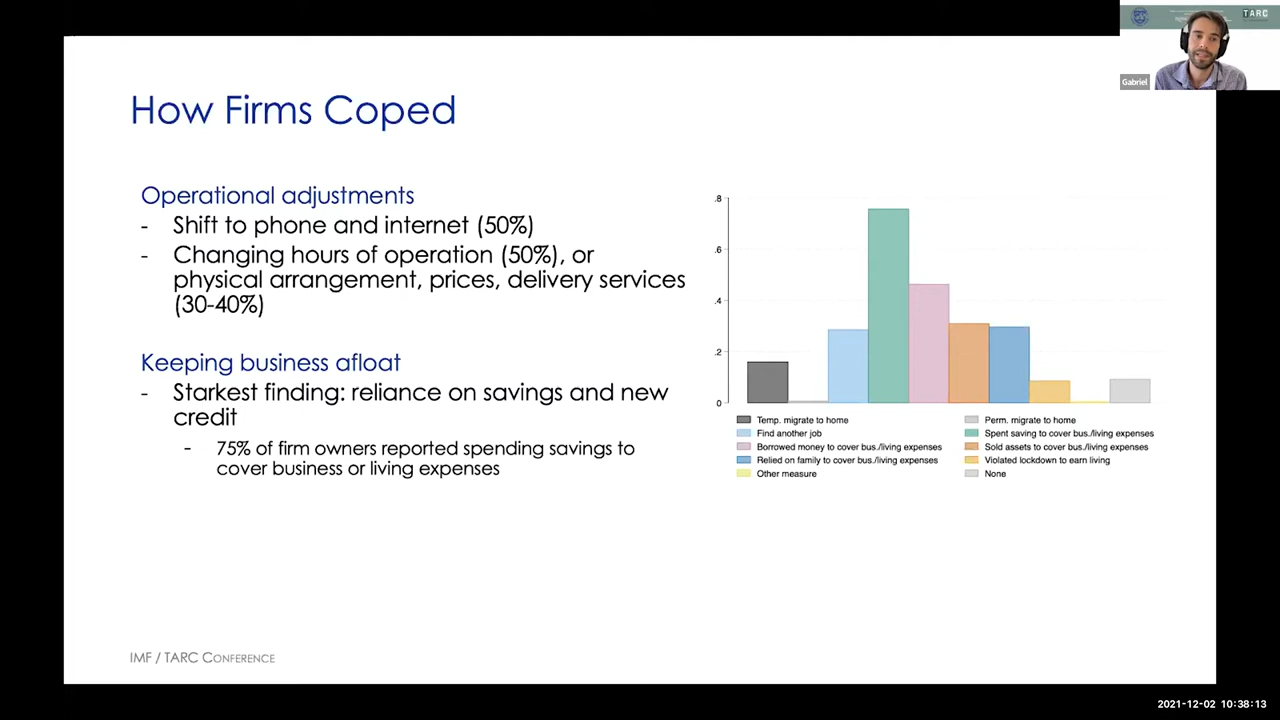 TARC
Gabriel
How Firms Coped
Operational adjustments
- Shift to phone and internet (50%)
- Changing hours of operation (50%), or
physical arrangement, prices, delivery services
(30-40%)
Keeping business afloat
- Starkest finding: reliance on savings and new
credit
- 75% of firm owners reported spending savings to
cover business or living expenses
.8
.6
.4
.2
0
Temp. migrate to home
Perm. migrate to home
Find another job
Spent saving to cover bus./living expenses
Borrowed money to cover bus./living expenses
Sold assets to cover bus./living expenses
Relied on family to cover bus./living expenses
Violated lockdown to earn living
Other measure
None
IMF / TARC CONFERENCE
2021-12-02 10:38:13